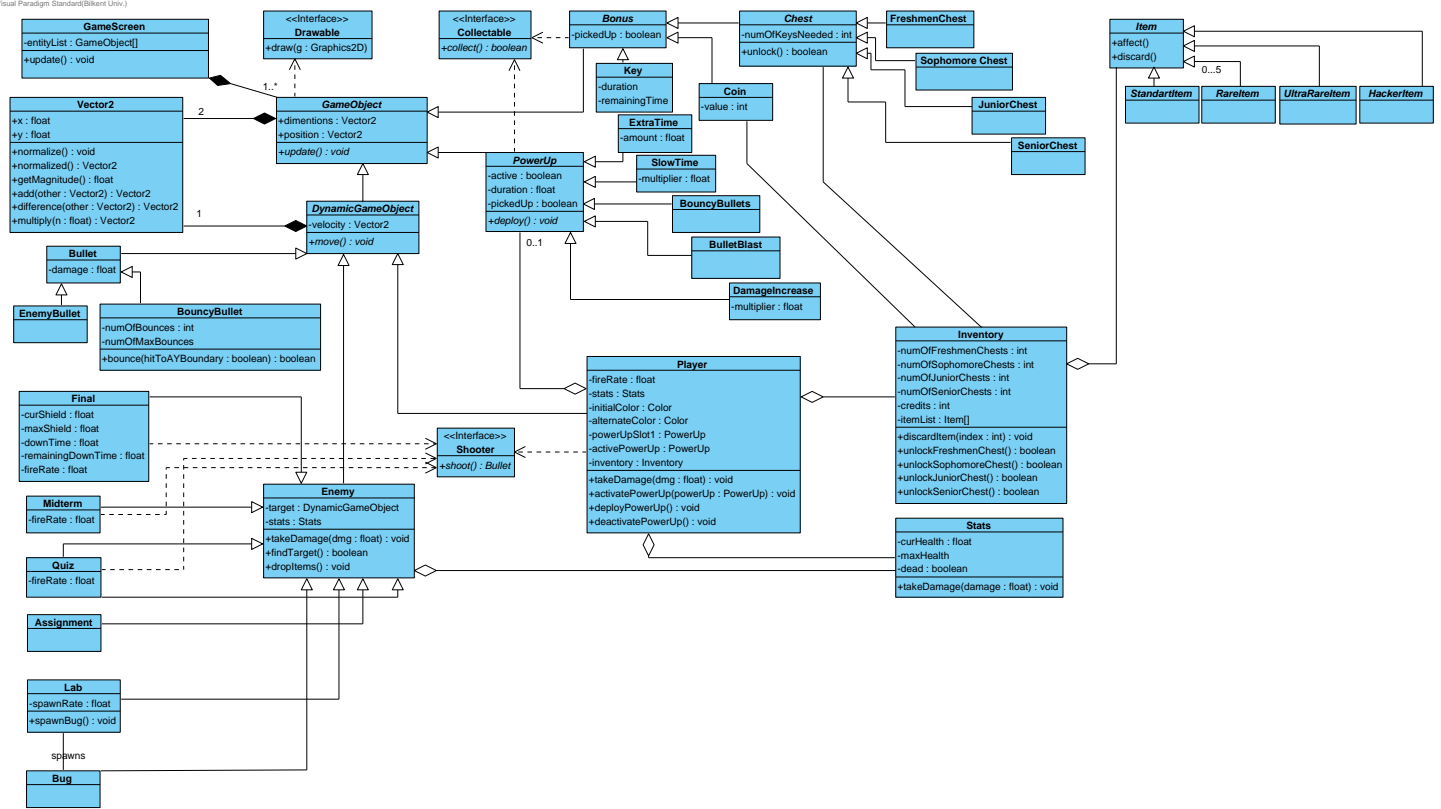 Visual Paradigm Standard(Bilkent Univ.)
GameScreen
-entityList : GameObject[]
+update() : void
<<Interface>>
Drawable
+draw(g : Graphics2D)
<<Interface>>
Collectable
+collect() : boolean
Bonus
-pickedUp : boolean
Chest
-numOfKeysNeeded : int
+unlock() : boolean
FreshmenChest
Sophomore Chest
JuniorChest
SeniorChest
Item
+affect()
+discard()
0...5
StandartItem
RareItem
UltraRareItem
HackerItem
Key
-duration
-remainingTime
Coin
-value : int
1..*
Vector2
+x : float
+y : float
+normalize() : void
+normalized() : Vector2
+getMagnitude() : float
+add(other : Vector2) : Vector2
+difference(other : Vector2) : Vector2
+multiply(n : float) : Vector2
2
1
GameObject
+dimentions : Vector2
+position : Vector2
+update() : void
ExtraTime
-amount : float
PowerUp
-active : boolean
-duration : float
-pickedUp : boolean
+deploy() : void
0..1
SlowTime
-multiplier : float
BouncyBullets
BulletBlast
DamageIncrease
-multiplier : float
DynamicGameObject
-velocity : Vector2
+move() : void
Bullet
-damage : float
EnemyBullet
BouncyBullet
-numOfBounces : int
-numOfMaxBounces
+bounce(hitToAYBoundary : boolean) : boolean
Inventory
-numOfFreshmenChests : int
-numOfSophomoreChests : int
-numOfJuniorChests : int
-numOfSeniorChests : int
-credits : int
-itemList : Item[]
+discardItem(index : int) : void
+unlockFreshmenChest() : boolean
+unlockSophomoreChest() : boolean
+unlockJuniorChest() : boolean
+unlockSeniorChest() : boolean
Player
-fireRate : float
-stats : Stats
-initialColor : Color
-alternateColor : Color
-powerUpSlot1 : PowerUp
-activePowerUp : PowerUp
-inventory : Inventory
+takeDamage(dmg : float) : void
+activatePowerUp(powerUp : PowerUp) : void
+deployPowerUp() : void
+deactivatePowerUp() : void
Final
-curShield : float
-maxShield : float
-downTime : float
-remainingDownTime : float
-fireRate : float
<<Interface>>
Shooter
+shoot() : Bullet
Midterm
-fireRate : float
Enemy
-target : DynamicGameObject
-stats : Stats
+takeDamage(dmg : float) : void
+findTarget() : boolean
+dropItems() : void
Stats
-curHealth : float
-maxHealth
-dead : boolean
+takeDamage(damage : float) : void
Quiz
-fireRate : float
Assignment
Lab
-spawnRate : float
+spawnBug() : void
spawns
Bug